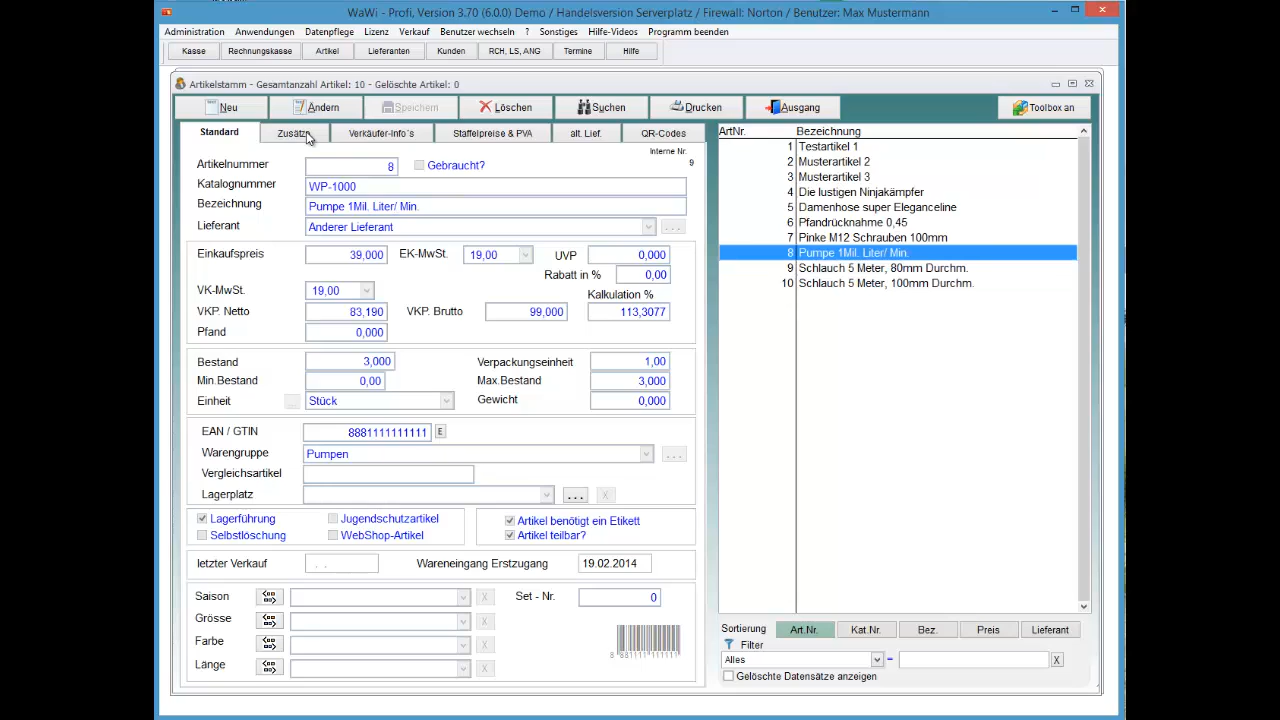 WaWi - Profi, Version 3.70 (6.0.0) Demo / Handelsversion Serverplatz / Firewall: Norton / Benutzer: Max Mustermann
Administration Anwendungen Datenpflege Lizenz Verkauf Benutzer wechseln ? Sonstiges Hilfe-Videos Programm beenden
Kasse Rechnungskasse Artikel Lieferanten Kunden RCH, LS, ANG Termine Hilfe
Artikelstamm - Gesamtanzahl Artikel: 10 - Gelöschte Artikel: 0
Neu Ändern Speichern Löschen Suchen Drucken Ausgang Toolbox an
Standard Zusätz Verkäufer-Info´s Staffelpreise & PVA alt. Lief. QR-Codes
Interne Nr.
9
Artikelnummer 8 Gebraucht?
Katalognummer WP-1000
Bezeichnung Pumpe 1Mil. Liter/ Min.
Lieferant Anderer Lieferant ...
Einkaufspreis 39,000 EK-MwSt. 19,00 UVP 0,000
Rabatt in % 0,00
VK-MwSt. 19,00 Kalkulation %
VKP. Netto 83,190 VKP. Brutto 99,000 113,3077
Pfand 0,000
Bestand 3,000 Verpackungseinheit 1,00
Min.Bestand 0,00 Max.Bestand 3,000
Einheit ... Stück Gewicht 0,000
EAN / GTIN 8881111111111 E
Warengruppe Pumpen ...
Vergleichsartikel
Lagerplatz ... X
Lagerführung Jugendschutzartikel Artikel benötigt ein Etikett
Selbstlöschung WebShop-Artikel Artikel teilbar?
letzter Verkauf . . Wareneingang Erstzugang 19.02.2014
Saison X Set - Nr. 0
Grösse X
Farbe X
8 881111 111111
Länge X
ArtNr. Bezeichnung
1 Testartikel 1
2 Musterartikel 2
3 Musterartikel 3
4 Die lustigen Ninjakämpfer
5 Damenhose super Eleganceline
6 Pfandrücknahme 0,45
7 Pinke M12 Schrauben 100mm
8 Pumpe 1Mil. Liter/ Min.
9 Schlauch 5 Meter, 80mm Durchm.
10 Schlauch 5 Meter, 100mm Durchm.
Sortierung Art.Nr. Kat.Nr. Bez. Preis Lieferant
Filter
Alles = X
Gelöschte Datensätze anzeigen